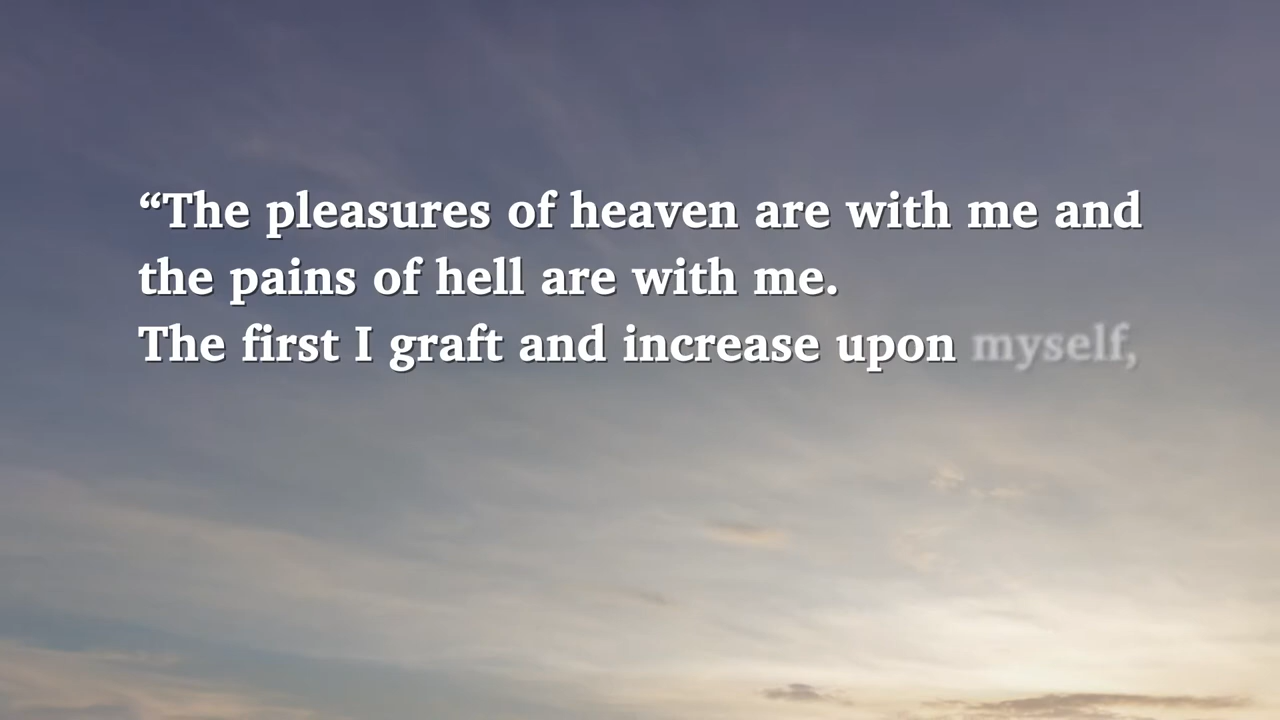 “The pleasures of heaven are with me and
the pains of hell are with me.
The first I graft and increase upon myself,